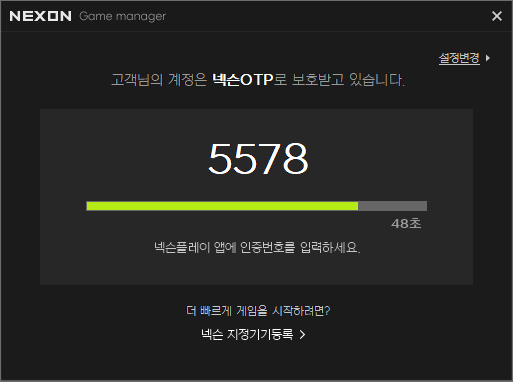 NEXON Game manager
설정변경
고객님의 계정은 넥슨OTP로 보호받고 있습니다.
5578
48초
넥슨플레이 앱에 인증번호를 입력하세요.
더 빠르게 게임을 시작하려면?
넥슨 지정기기등록 >